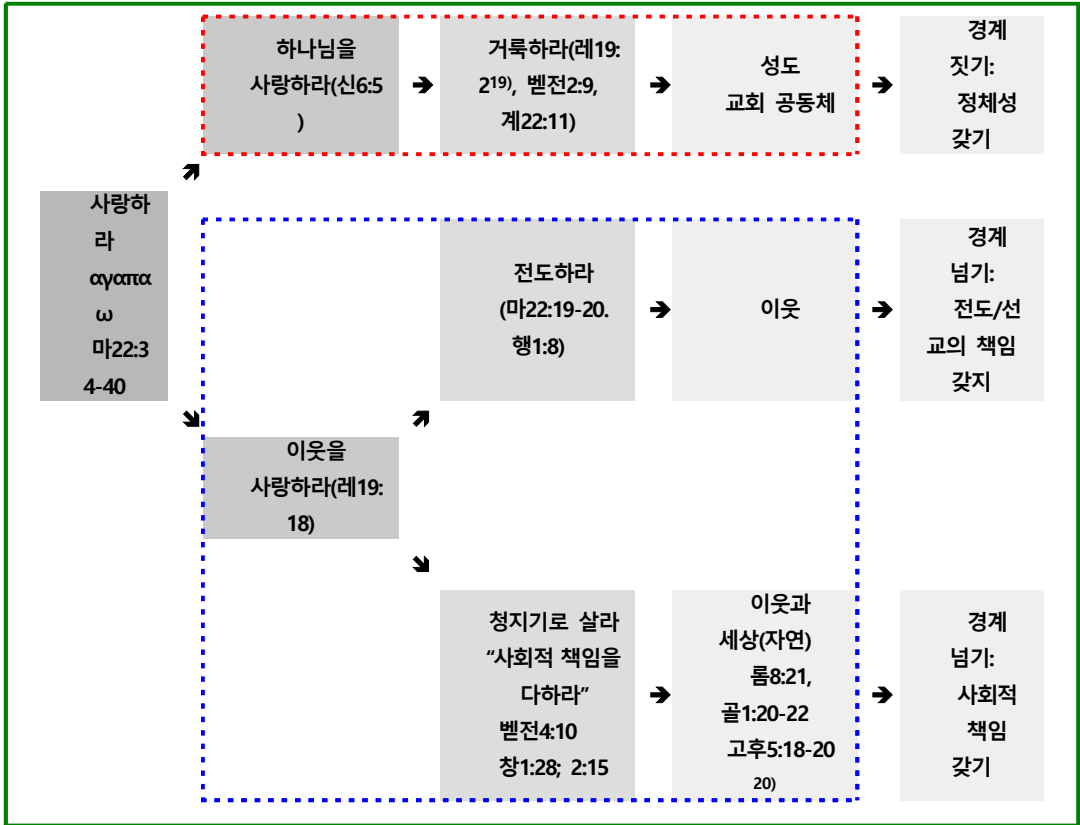 하나님을
사랑하라(신6:5
)
거룩하라(레19:
219), 벧전2:9,
계22:11)
성도
교회 공동체
경계
짓기:
정체성
갖기
사랑하
라
αγαπα
ω
마22:3
4-40
전도하라
(마22:19-20.
행1:8)
이웃
경계
넘기:
전도/선
교의 책임
갖지
이웃을
사랑하라(레19:
18)
청지기로 살라
“사회적 책임을
다하라”
벧전4:10
창1:28; 2:15
이웃과
세상(자연)
롬8:21,
골1:20-22
고후5:18-20
20)
경계
넘기:
사회적
책임
갖기